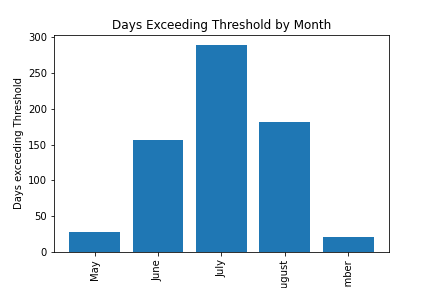 Days Exceeding Threshold by Month
Days exceeding Threshold
300
250
200
150
100
50
0
May
June
July
ugust
mber